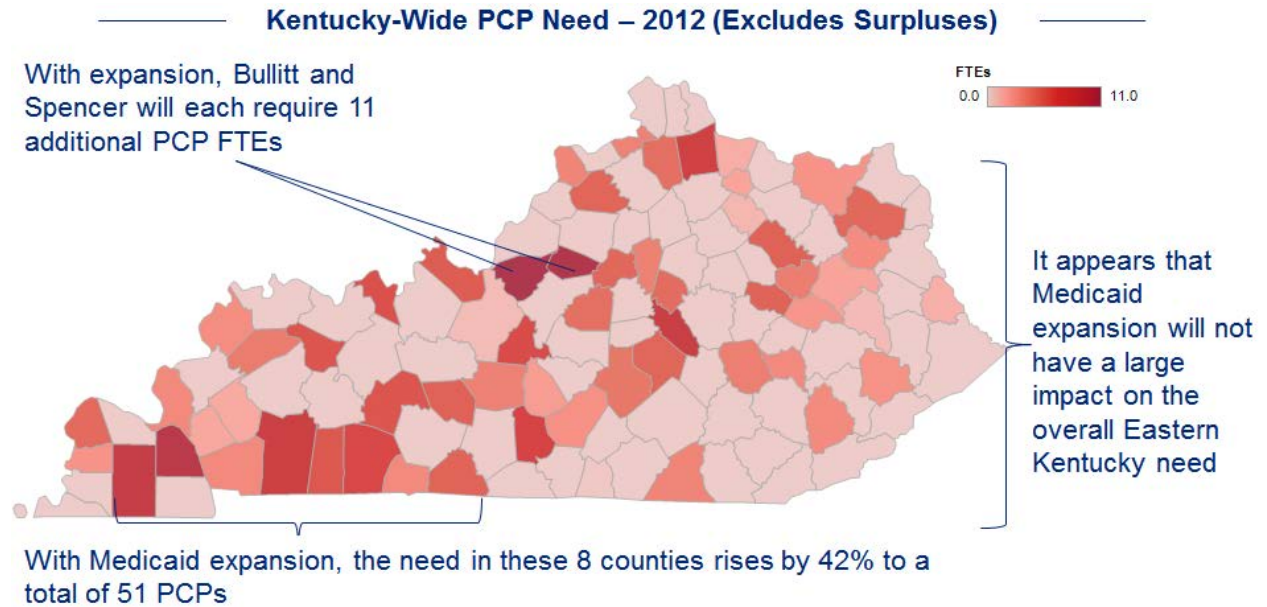 Kentucky-Wide PCP Need – 2012 (Excludes Surpluses)
With expansion, Bullitt and
Spencer will each require 11
additional PCP FTEs
FTEs
0.0 11.0
It appears that
Medicaid
expansion will not
have a large
impact on the
overall Eastern
Kentucky need
With Medicaid expansion, the need in these 8 counties rises by 42% to a
total of 51 PCPs